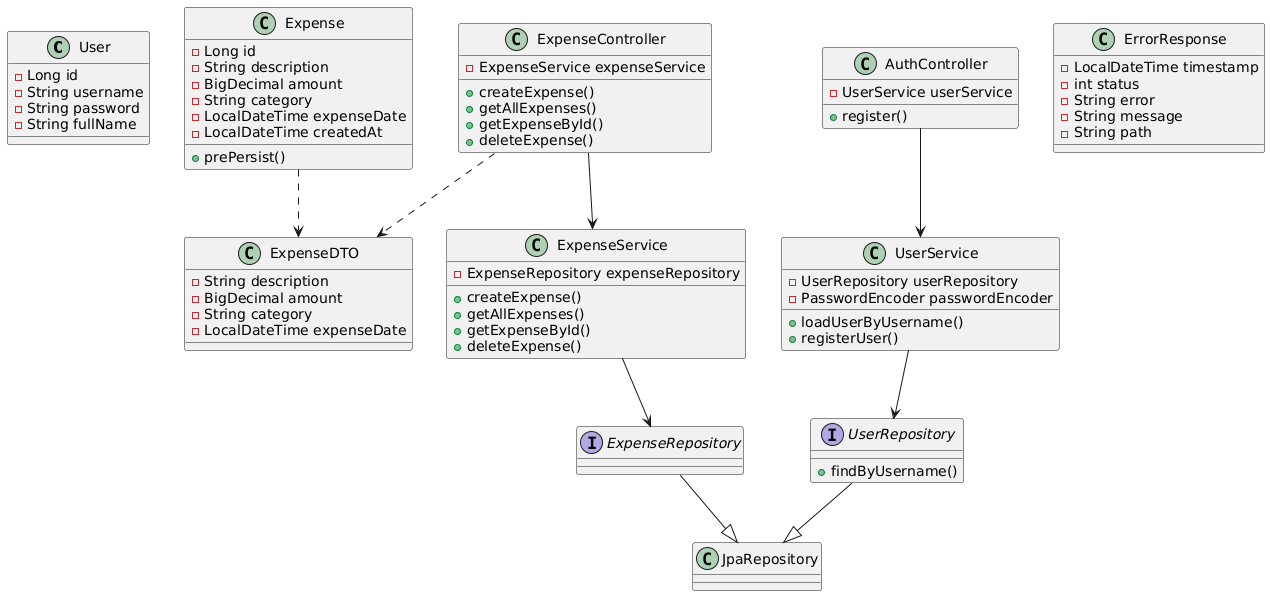 C User
Long id
String username
String password
String fullName
C Expense
Long id
String description
BigDecimal amount
String category
LocalDateTime expenseDate
LocalDateTime createdAt
prePersist()
C ExpenseController
ExpenseService expenseService
createExpense()
getAllExpenses()
getExpenseById()
deleteExpense()
C AuthController
UserService userService
register()
C ErrorResponse
LocalDateTime timestamp
int status
String error
String message
String path
C ExpenseDTO
String description
BigDecimal amount
String category
LocalDateTime expenseDate
C ExpenseService
ExpenseRepository expenseRepository
createExpense()
getAllExpenses()
getExpenseById()
deleteExpense()
C UserService
UserRepository userRepository
PasswordEncoder passwordEncoder
loadUserByUsername()
registerUser()
I ExpenseRepository
I UserRepository
findByUsername()
C JpaRepository